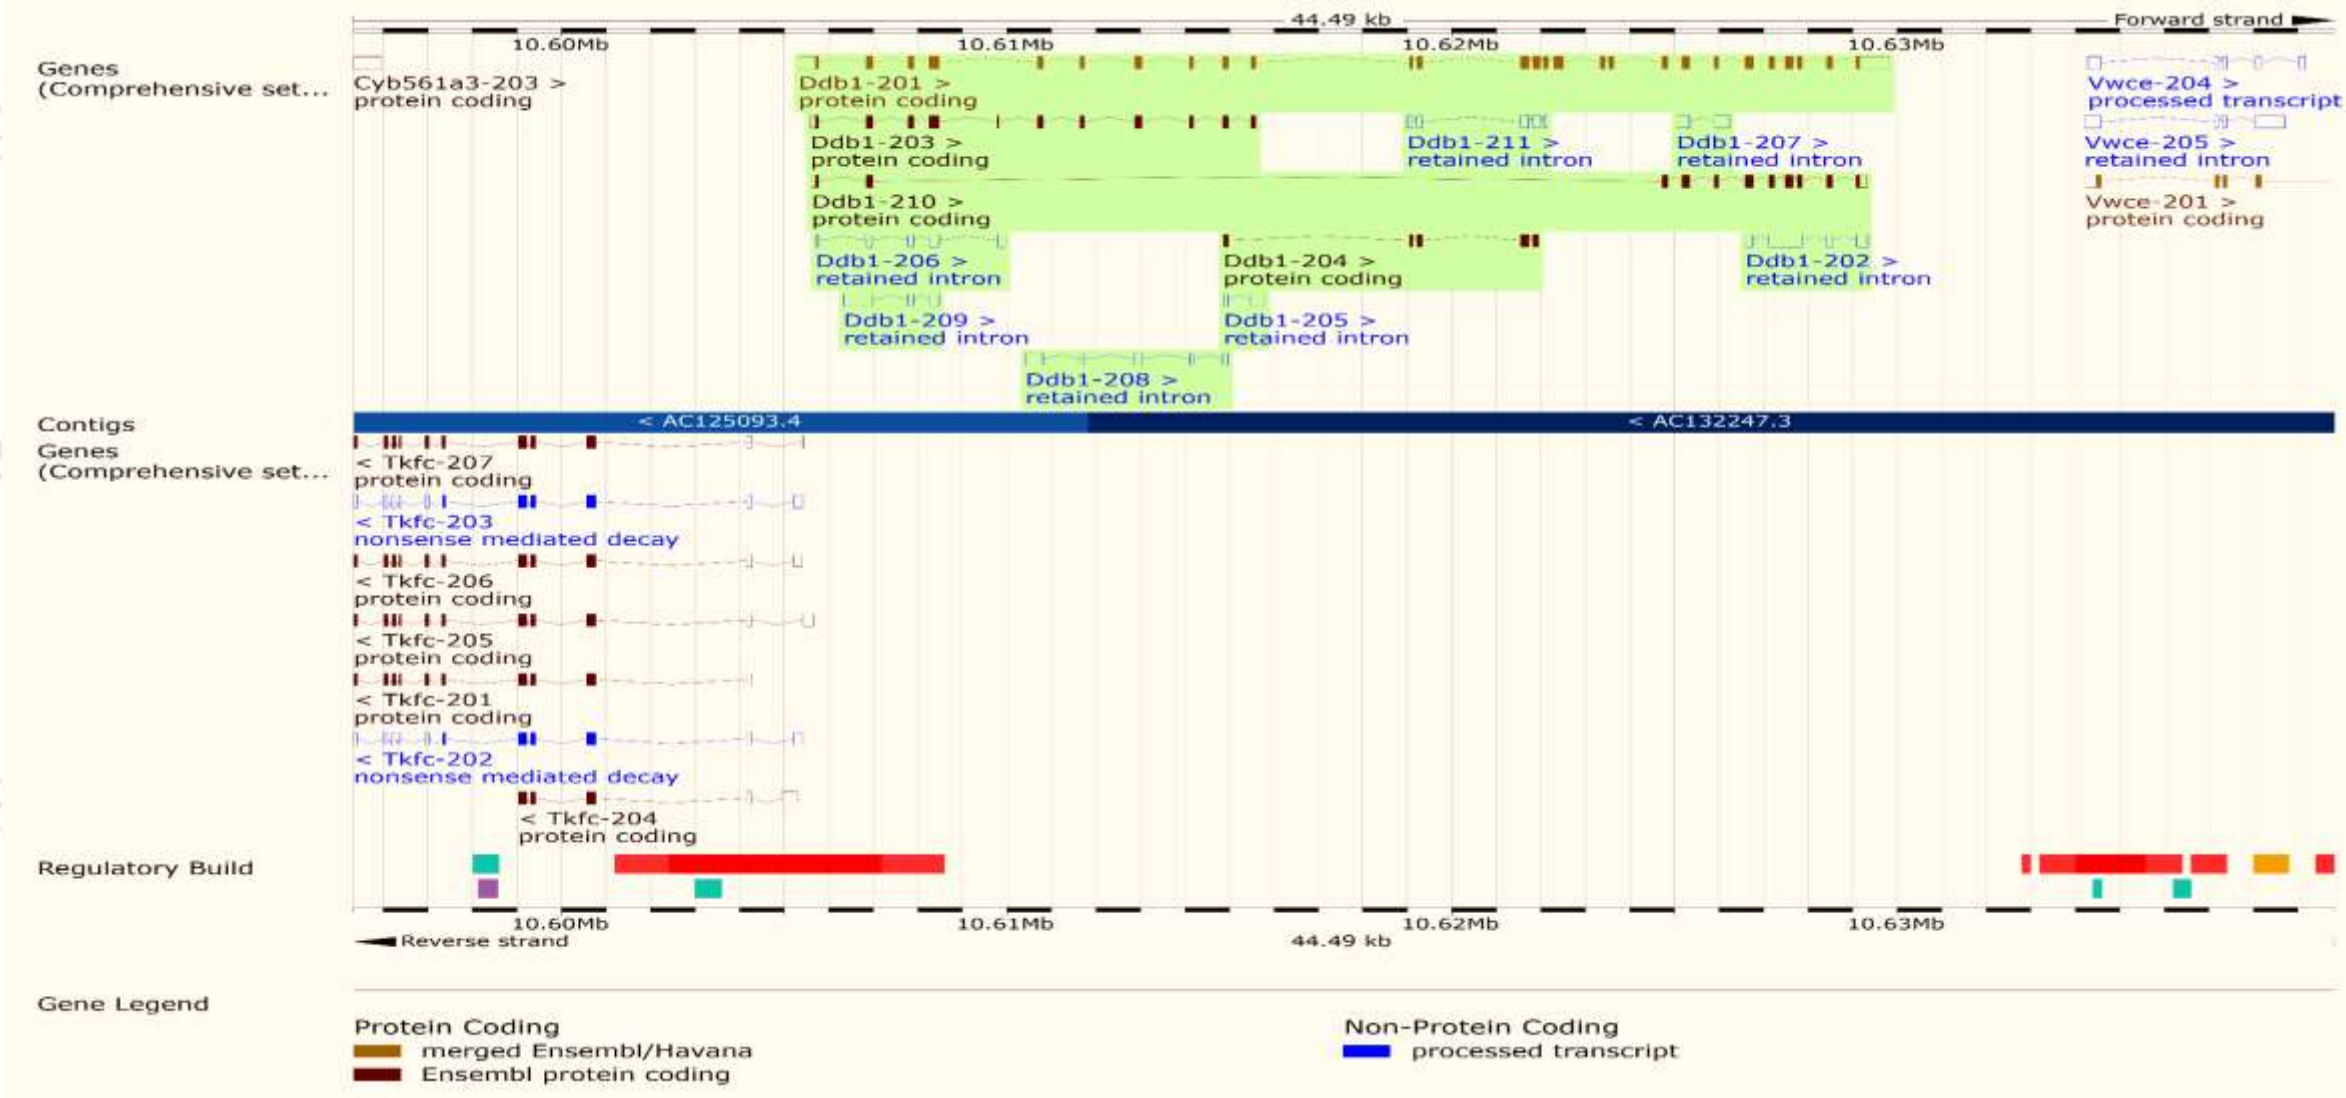 44.49 kb Forward strand
10.60Mb 10.61Mb 10.62Mb 10.63Mb
Genes
(Comprehensive set...
Cyb561a3-203 >
protein coding
Ddb1-201 >
protein coding
Vwce-204 >
processed transcript
Ddb1-203 >
protein coding
Ddb1-211 >
retained intron
Ddb1-207 >
retained intron
Vwce-205 >
retained intron
Ddb1-210 >
protein coding
Vwce-201 >
protein coding
Ddb1-206 >
retained intron
Ddb1-204 >
protein coding
Ddb1-202 >
retained intron
Ddb1-209 >
retained intron
Ddb1-205 >
retained intron
Ddb1-208 >
retained intron
Contigs
< AC125093.4 < AC132247.3
Genes
(Comprehensive set...
< Tkfc-207
protein coding
< Tkfc-203
nonsense mediated decay
< Tkfc-206
protein coding
< Tkfc-205
protein coding
< Tkfc-201
protein coding
< Tkfc-202
nonsense mediated decay
< Tkfc-204
protein coding
Regulatory Build
10.60Mb 10.61Mb 10.62Mb 10.63Mb
Reverse strand 44.49 kb
Gene Legend
Protein Coding
merged Ensembl/Havana
Ensembl protein coding
Non-Protein Coding
processed transcript